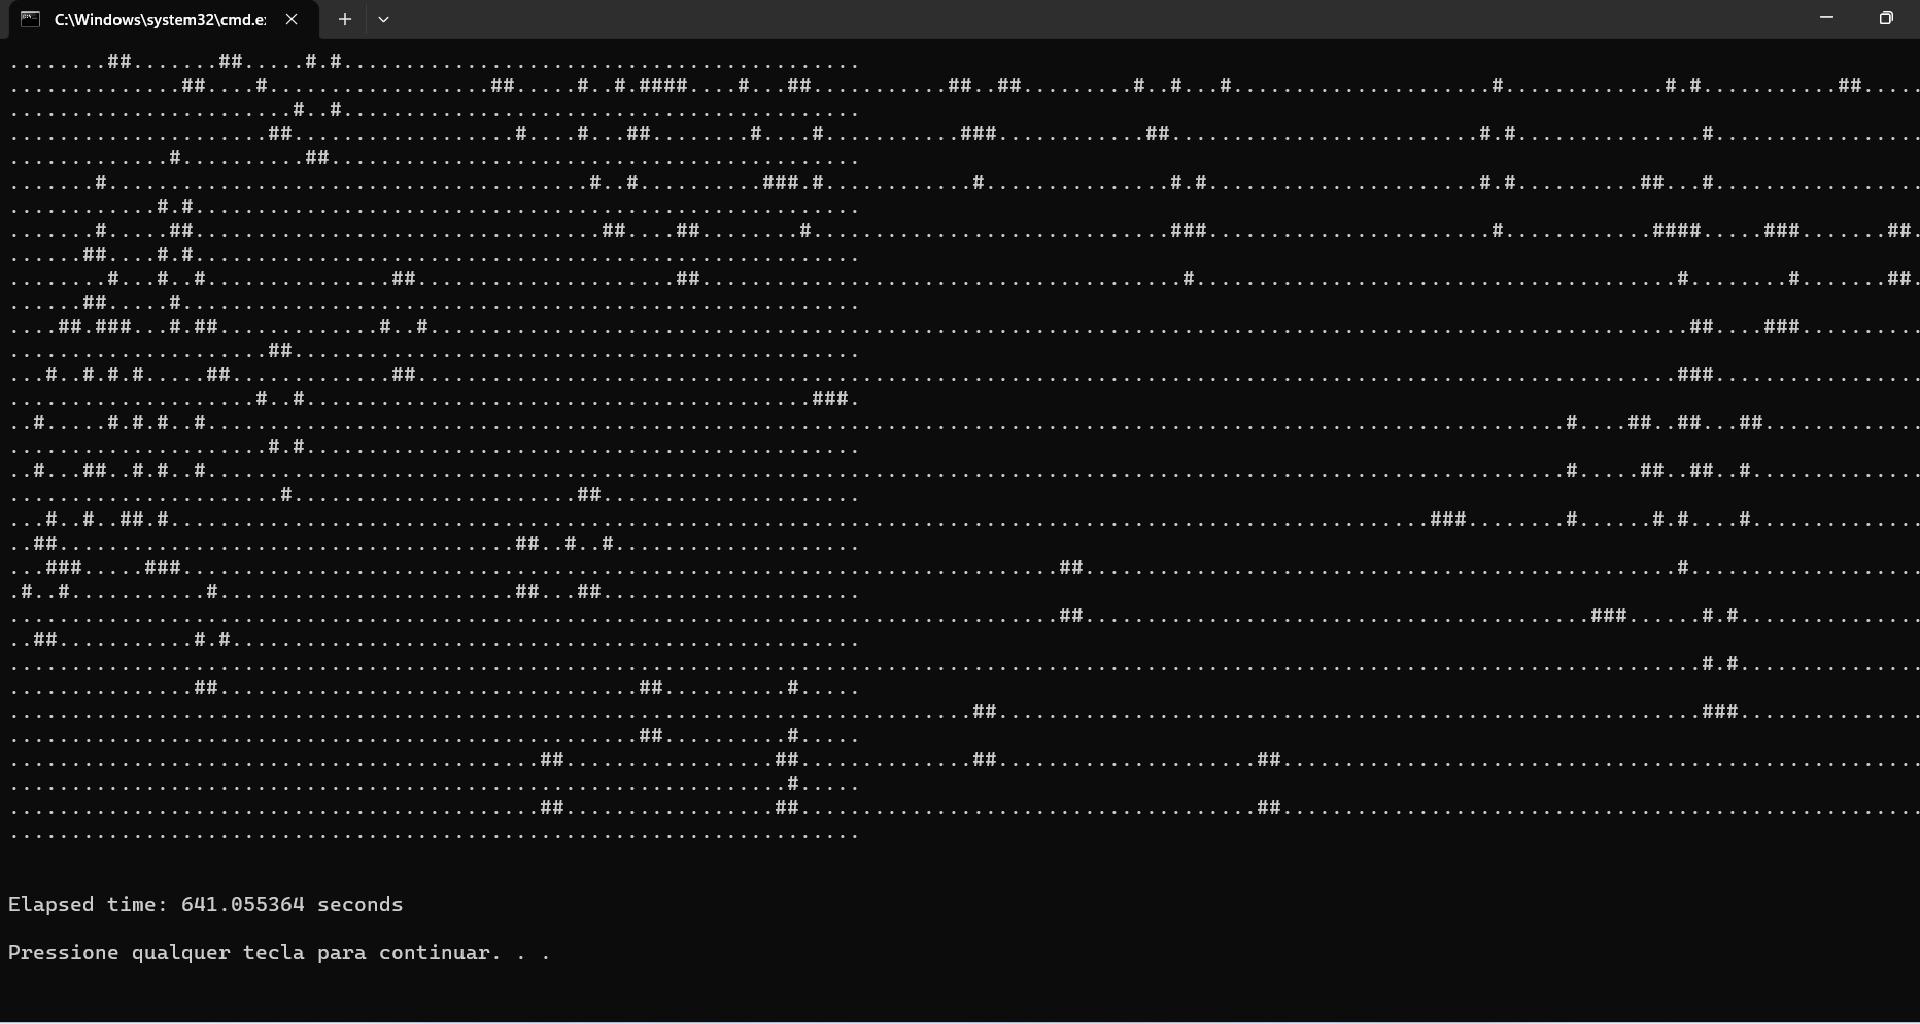 C:\Windows\system32\cmd.e
Elapsed time: 641.055364 seconds
Pressione qualquer tecla para continuar. . .